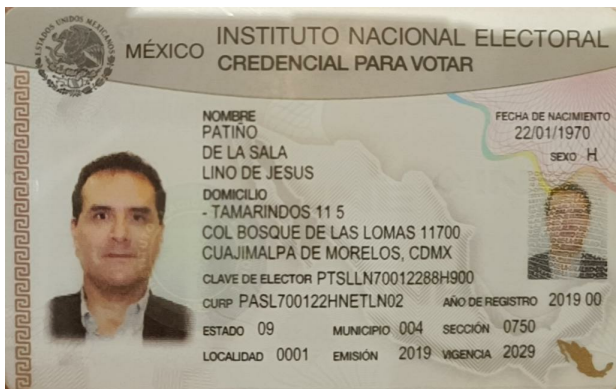 ESTADOS UNIDOS MEXICANOS
MÉXICO INSTITUTO NACIONAL ELECTORAL
CREDENCIAL PARA VOTAR
NOMBRE
PATIÑO
DE LA SALA
LINO DE JESUS
FECHA DE NACIMIENTO
22/01/1970
SEXO H
DOMICILIO
- TAMARINDOS 11 5
COL BOSQUE DE LAS LOMAS 11700
CUAJIMALPA DE MORELOS, CDMX
CLAVE DE ELECTOR PTSLLN70012288H900
CURP PASL700122HNETLN02 AÑO DE REGISTRO 2019 00
ESTADO 09 MUNICIPIO 004 SECCIÓN 0750
LOCALIDAD 0001 EMISIÓN 2019 VIGENCIA 2029